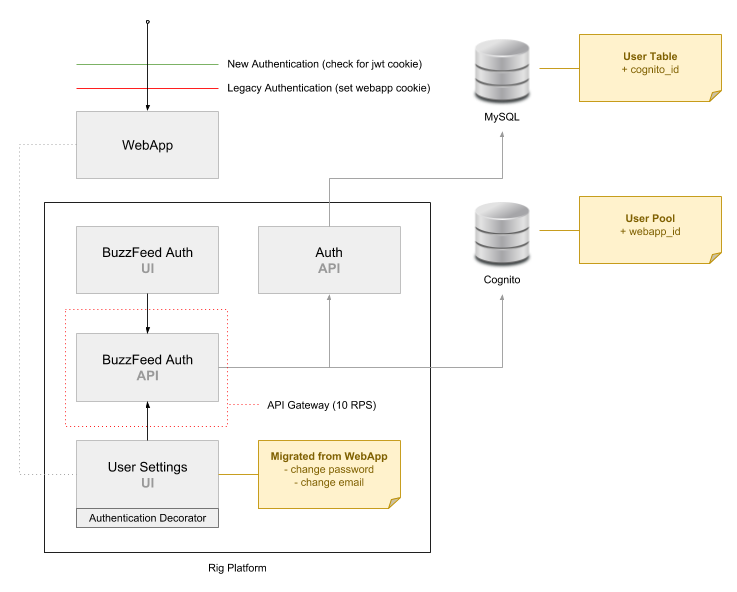 New Authentication (check for jwt cookie)
Legacy Authentication (set webapp cookie)
WebApp
MySQL
User Table
+ cognito_id
BuzzFeed Auth
UI
Auth
API
Cognito
User Pool
+ webapp_id
BuzzFeed Auth
API
API Gateway (10 RPS)
User Settings
UI
Authentication Decorator
Migrated from WebApp
- change password
- change email
Rig Platform